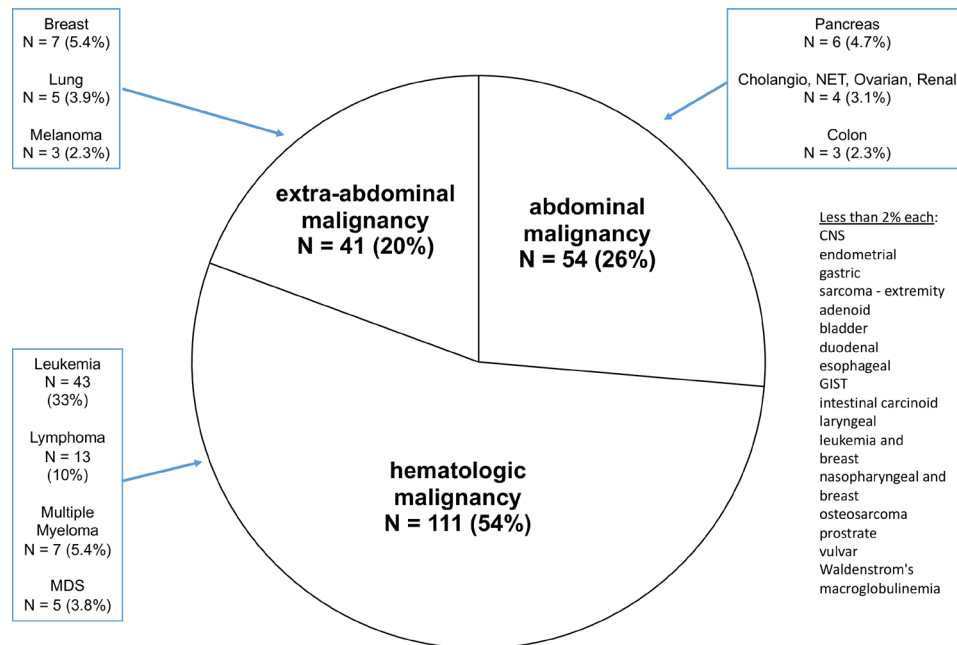 Breast
N = 7 (5.4%)
Lung
N = 5 (3.9%)
Melanoma
N = 3 (2.3%)
Pancreas
N = 6 (4.7%)
Cholangio, NET, Ovarian, Renal
N = 4 (3.1%)
Colon
N = 3 (2.3%)
extra-abdominal
malignancy
N = 41 (20%)
abdominal
malignancy
N = 54 (26%)
Less than 2% each:
CNS
endometrial
gastric
sarcoma - extremity
adenoid
bladder
duodenal
esophageal
GIST
intestinal carcinoid
laryngeal
leukemia and
breast
nasopharyngeal and
breast
osteosarcoma
prostrate
vulvar
Waldenstrom's
macroglobulinemia
Leukemia
N = 43
(33%)
Lymphoma
N = 13
(10%)
Multiple
Myeloma
N = 7 (5.4%)
MDS
N = 5 (3.8%)
hematologic
malignancy
N = 111 (54%)